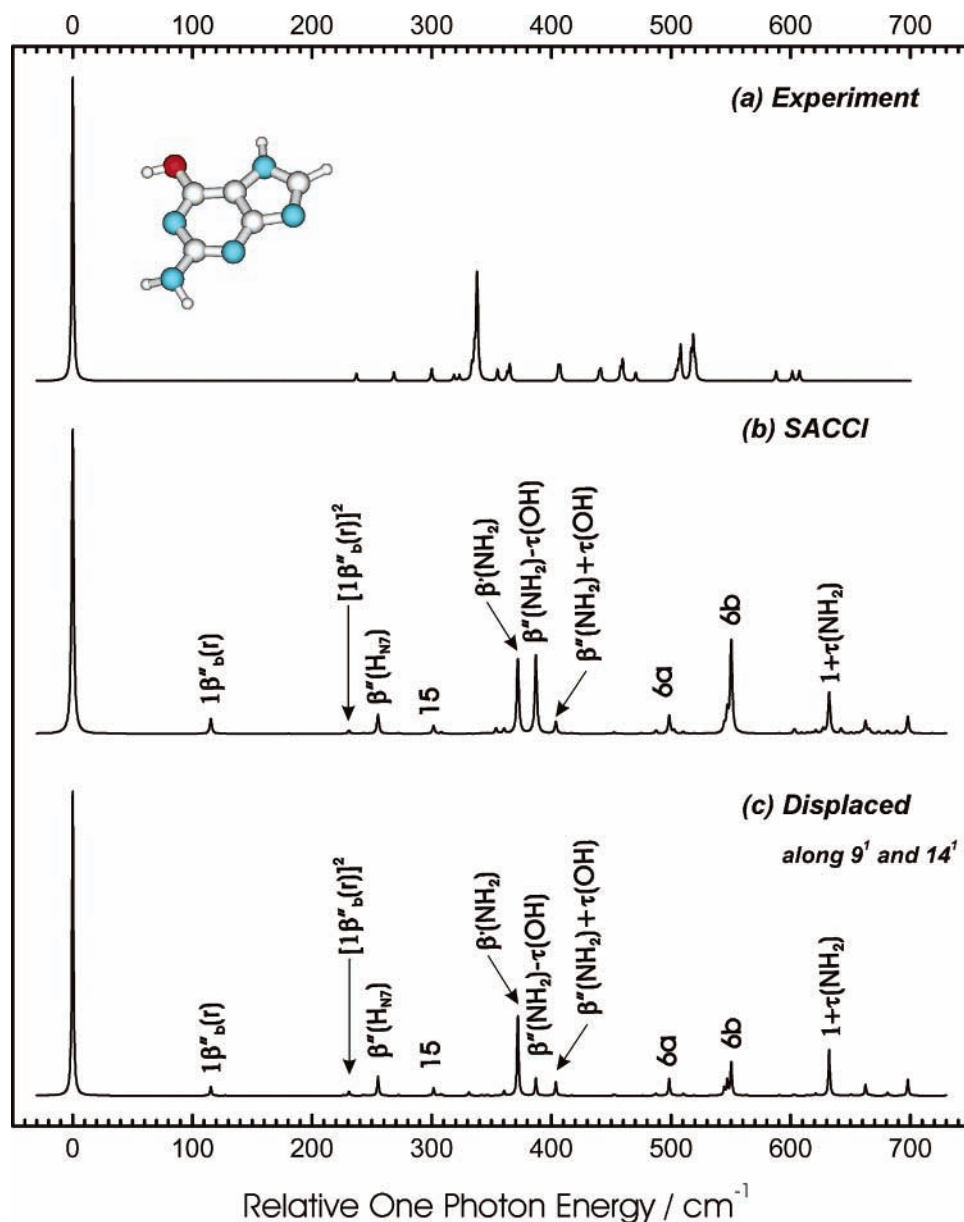 0 100 200 300 400 500 600 700
(a) Experiment
(b) SACCI
1β″b(r)
[1β″b(r)]²
β″(HN7)
15
β'(NH₂)
β″(NH₂)-τ(OH)
β″(NH₂)+τ(OH)
6a
6b
1+τ(NH₂)
(c) Displaced
along 9¹ and 14¹
1β″b(r)
[1β″b(r)]²
β″(HN7)
15
β'(NH₂)
β″(NH₂)-τ(OH)
β″(NH₂)+τ(OH)
6a
6b
1+τ(NH₂)
0 100 200 300 400 500 600 700
Relative One Photon Energy / cm⁻¹